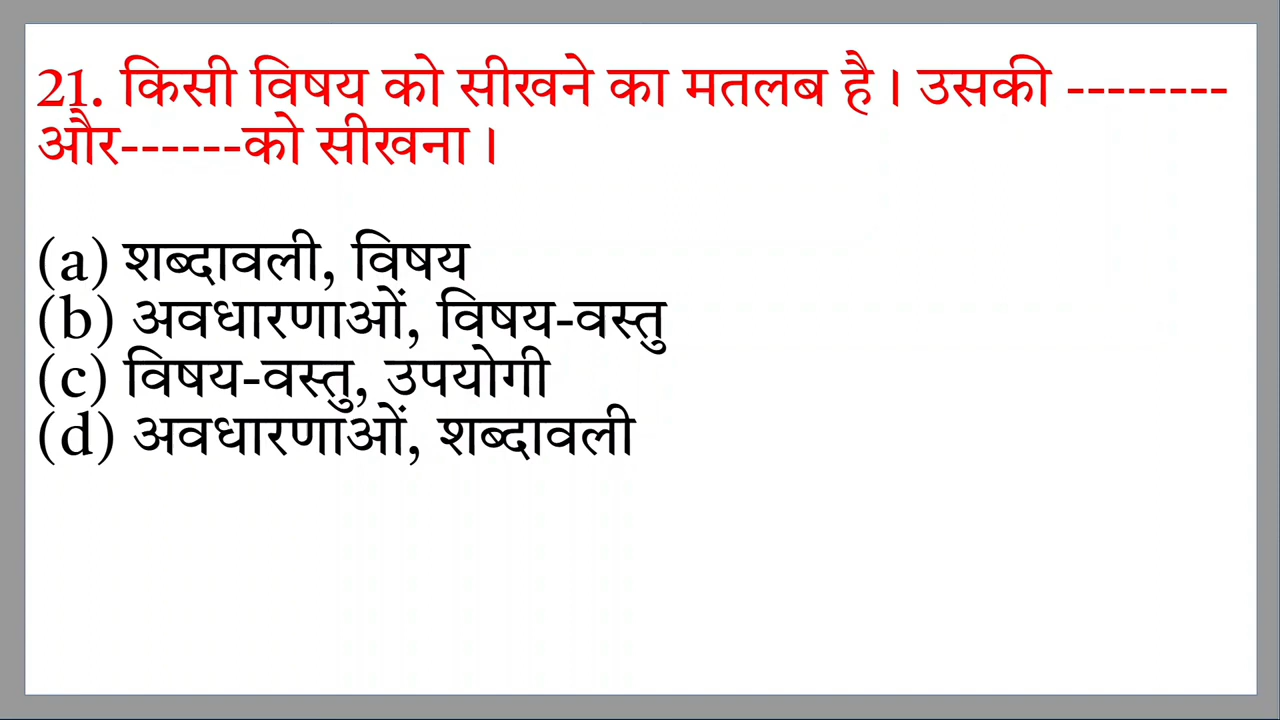 21. किसी विषय को सीखने का मतलब है। उसकी --------
और------को सीखना।
(a) शब्दावली, विषय
(b) अवधारणाओं, विषय-वस्तु
(c) विषय-वस्तु, उपयोगी
(d) अवधारणाओं, शब्दावली